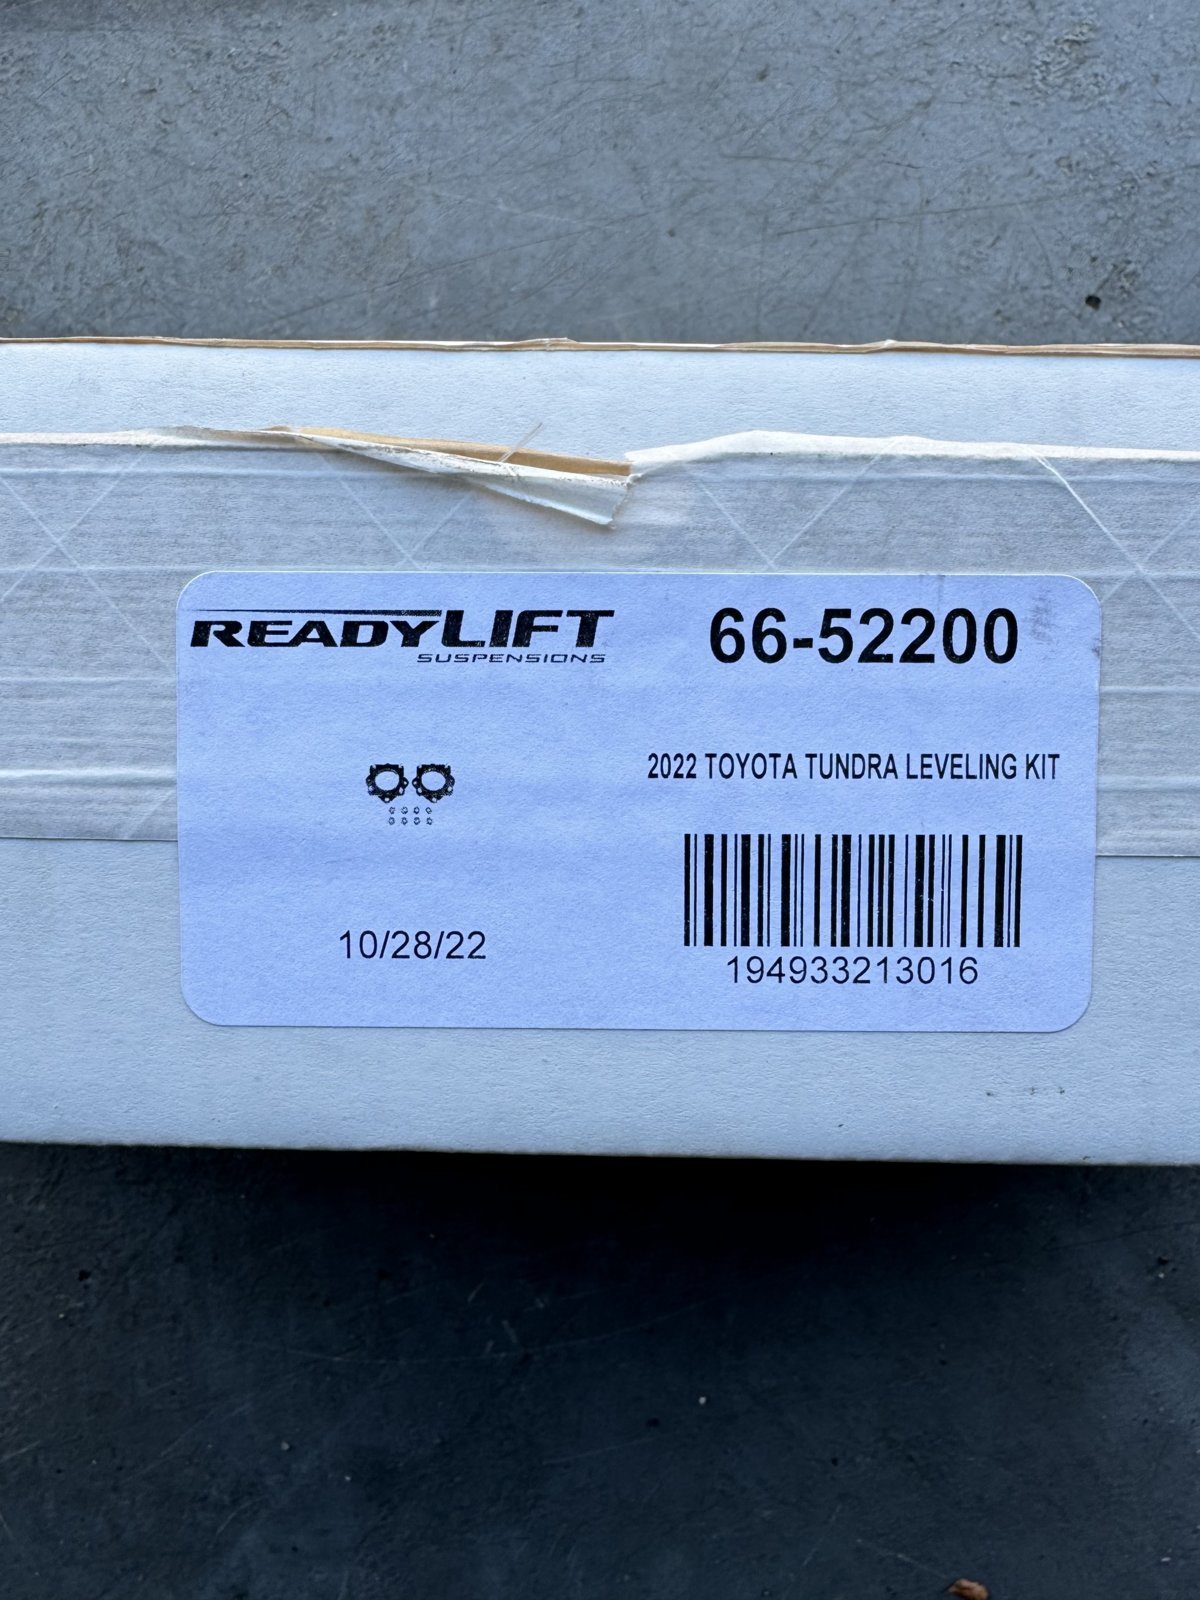 READYLIFT
SUSPENSIONS
66-52200
2022 TOYOTA TUNDRA LEVELING KIT
10/28/22
194933213016